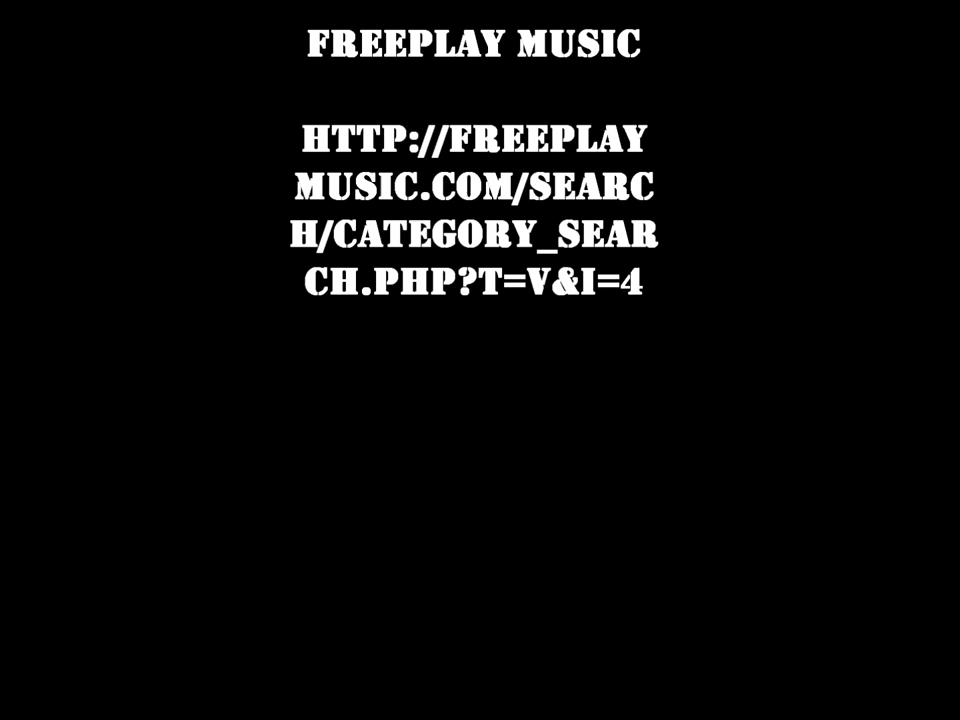 FREEPLAY MUSIC
HTTP://FREEPLAY
MUSIC.COM/SEARC
H/CATEGORY_SEAR
CH.PHP?T=V&I=4